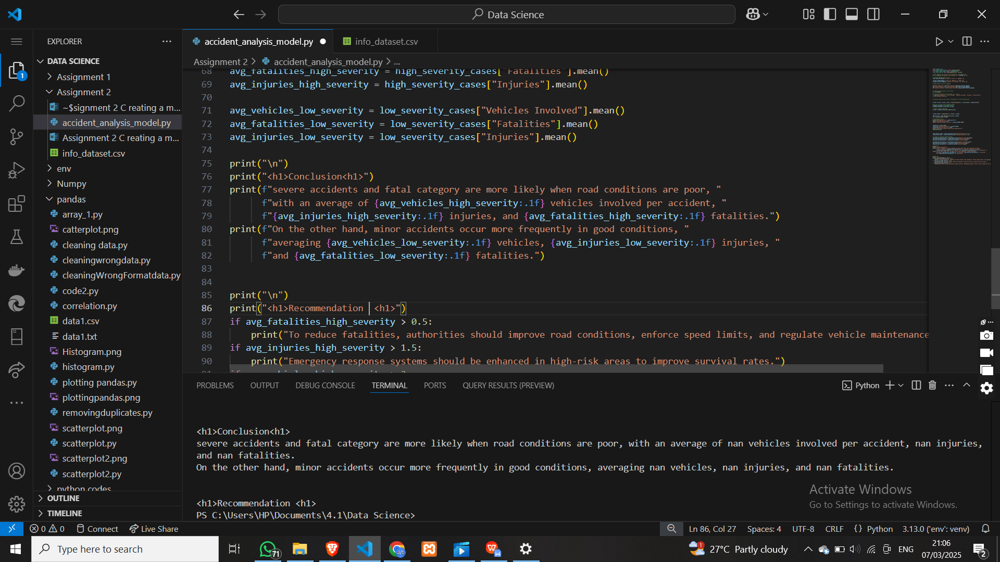 Data Science
EXPLORER
DATA SCIENCE
Assignment 1
Assignment 2
~$signment 2 C reating a m...
accident_analysis_model.py
Assignment 2 C reating a m...
info_dataset.csv
env
Numpy
pandas
array_1.py
catterplot.png
cleaning data.py
cleaningwrongdata.py
cleaningWrongFormatdata.py
code2.py
correlation.py
data1.csv
data1.txt
Histogram.png
histogram.py
plotting pandas.py
plottingpandas.png
removingduplicates.py
scatterplot.png
scatterplot.py
scatterplot2.png
scatterplot2.py
python codes
OUTLINE
TIMELINE
1
accident_analysis_model.py
info_dataset.csv
Assignment 2 > accident_analysis_model.py > ...
68 avg_fatalities_high_severity = high_severity_cases["Fatalities"].mean()
69 avg_injuries_high_severity = high_severity_cases["Injuries"].mean()
70
71 avg_vehicles_low_severity = low_severity_cases["Vehicles Involved"].mean()
72 avg_fatalities_low_severity = low_severity_cases["Fatalities"].mean()
73 avg_injuries_low_severity = low_severity_cases["Injuries"].mean()
74
75 print("\n")
76 print("<h1>Conclusion<h1>")
77 print(f"severe accidents and fatal category are more likely when road conditions are poor, "
78 f"with an average of {avg_vehicles_high_severity:.1f} vehicles involved per accident, "
79 f"{avg_injuries_high_severity:.1f} injuries, and {avg_fatalities_high_severity:.1f} fatalities.")
80 print(f"On the other hand, minor accidents occur more frequently in good conditions, "
81 f"averaging {avg_vehicles_low_severity:.1f} vehicles, {avg_injuries_low_severity:.1f} injuries, "
82 f"and {avg_fatalities_low_severity:.1f} fatalities.")
83
84
85 print("\n")
86 print("<h1>Recommendation  <h1>")
87 if avg_fatalities_high_severity > 0.5:
88 print("To reduce fatalities, authorities should improve road conditions, enforce speed limits, and regulate vehicle maintenance
89 if avg_injuries_high_severity > 1.5:
90 print("Emergency response systems should be enhanced in high-risk areas to improve survival rates.")
PROBLEMS OUTPUT DEBUG CONSOLE TERMINAL PORTS QUERY RESULTS (PREVIEW)
Python
<h1>Conclusion<h1>
severe accidents and fatal category are more likely when road conditions are poor, with an average of nan vehicles involved per accident, nan injuries,
and nan fatalities.
On the other hand, minor accidents occur more frequently in good conditions, averaging nan vehicles, nan injuries, and nan fatalities.
<h1>Recommendation <h1>
PS C:\Users\HP\Documents\4.1\Data Science>
Activate Windows
Go to Settings to activate Windows.
0 0 Connect Live Share
Ln 86, Col 27 Spaces: 4 UTF-8 CRLF {} Python 3.13.0 ('env': venv)
Type here to search
71
1
27°C Partly cloudy
ENG
21:06
07/03/2025
2